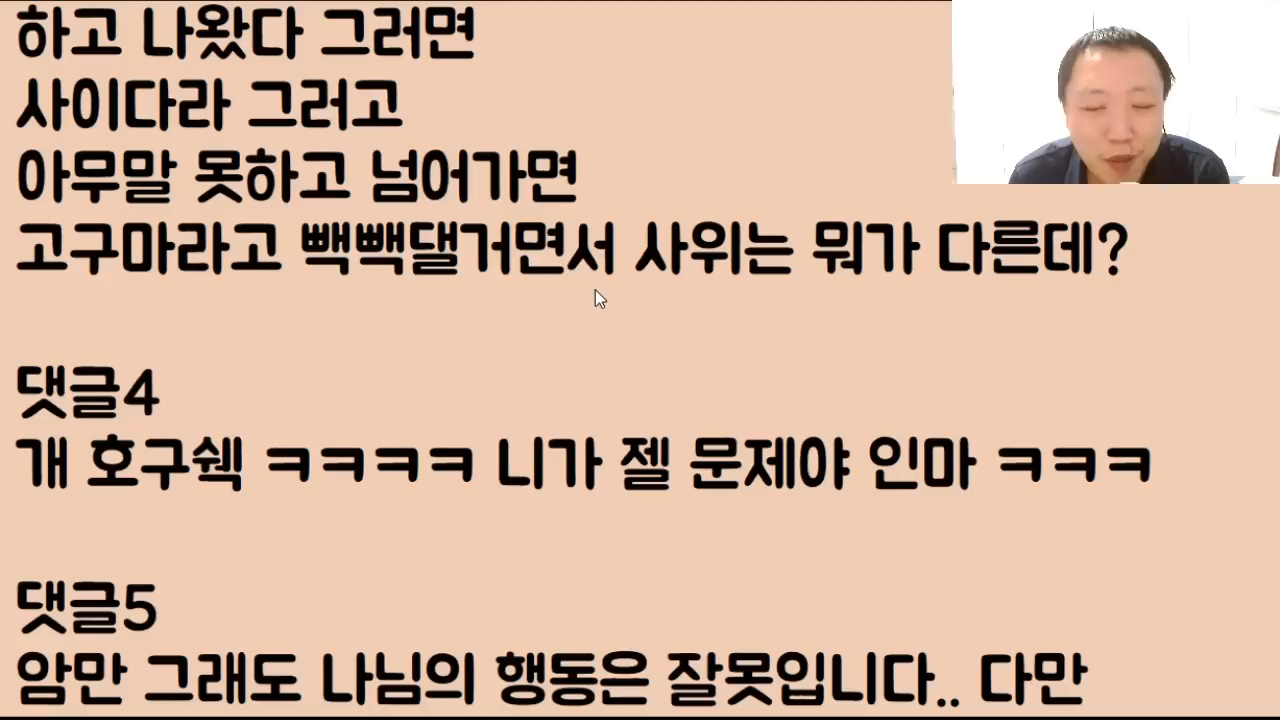 하고 나왔다 그러면
사이다라 그러고
아무말 못하고 넘어가면
고구마라고 빽빽댈거면서 사위는 뭐가 다른데?
댓글4
개 호구쉑 ㅋㅋㅋㅋ 니가 젤 문제야 인마 ㅋㅋㅋ
댓글5
암만 그래도 나님의 행동은 잘못입니다.. 다만